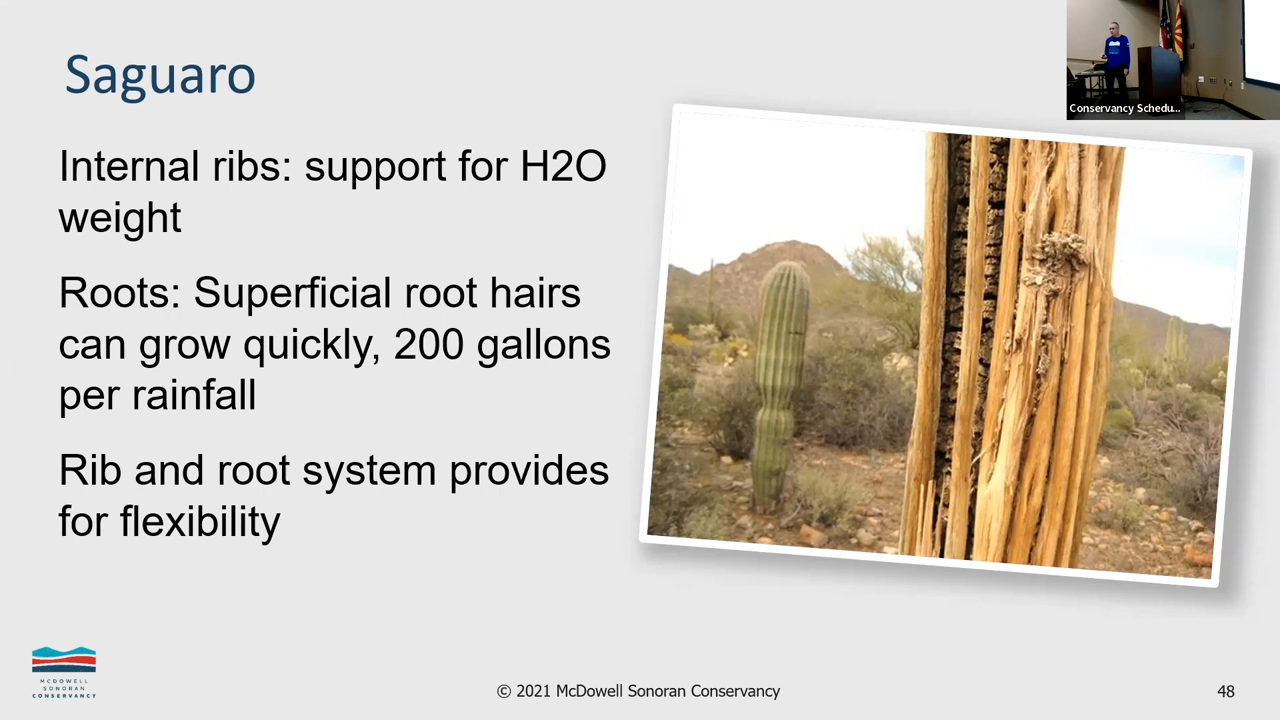 Saguaro
Conservancy Schedu...
Internal ribs: support for H2O
weight
Roots: Superficial root hairs
can grow quickly, 200 gallons
per rainfall
Rib and root system provides
for flexibility
MCDOWELL
SONORAN
CONSERVANCY
© 2021 McDowell Sonoran Conservancy
48